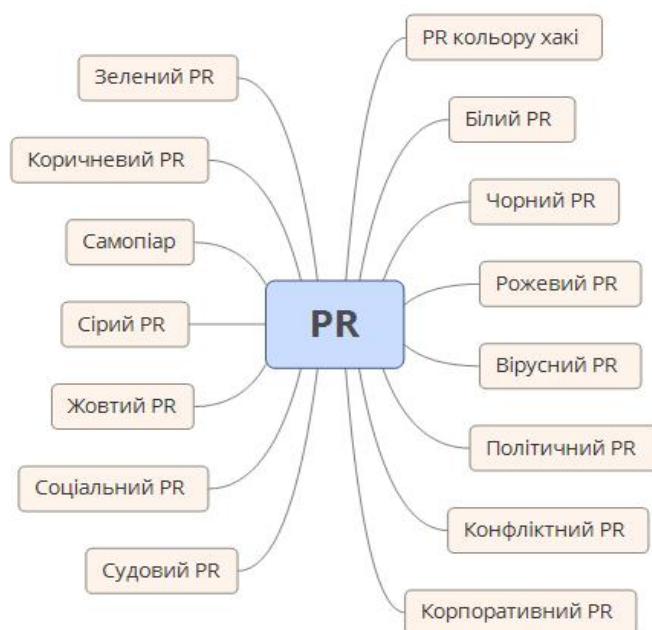 PR кольору хакі
Зелений PR
Білий PR
Коричневий PR
Чорний PR
Самопіар
Рожевий PR
Сірий PR
PR
Вірусний PR
Жовтий PR
Політичний PR
Соціальний PR
Конфліктний PR
Судовий PR
Корпоративний PR